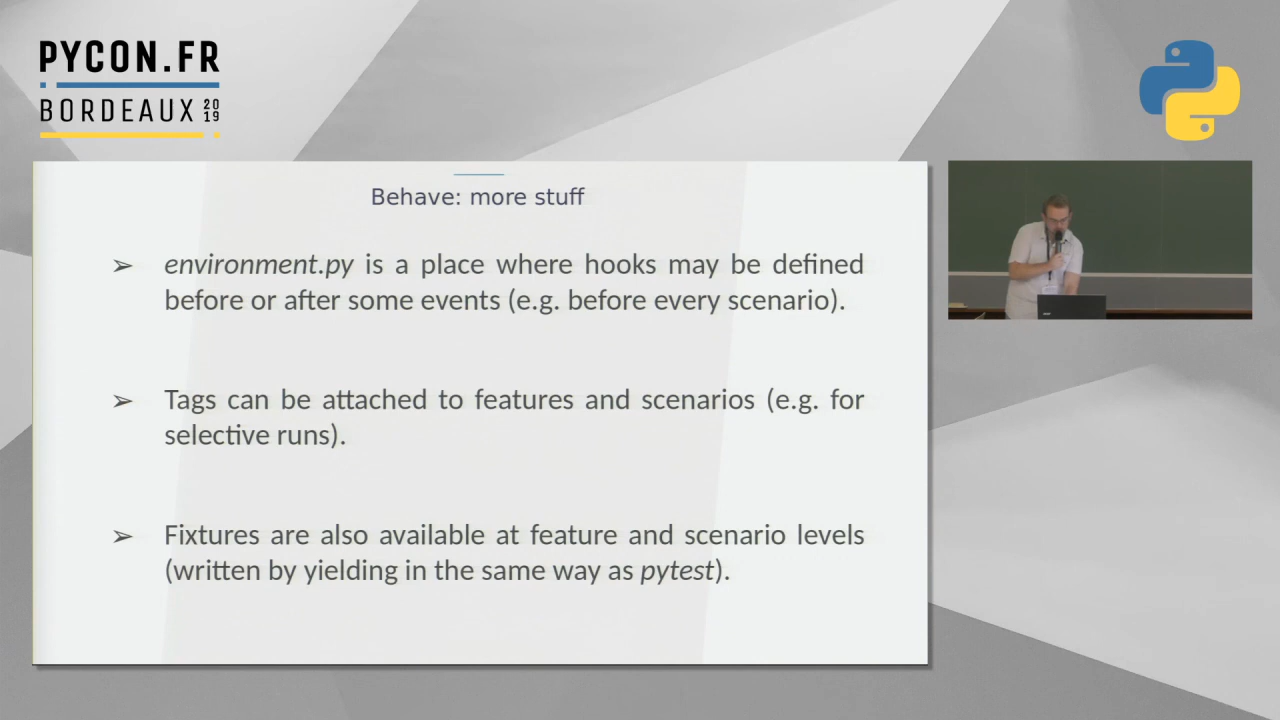 PYCON.FR
BORDEAUX 2019
Behave: more stuff
➢ environment.py is a place where hooks may be defined
before or after some events (e.g. before every scenario).
➢ Tags can be attached to features and scenarios (e.g. for
selective runs).
➢ Fixtures are also available at feature and scenario levels
(written by yielding in the same way as pytest).